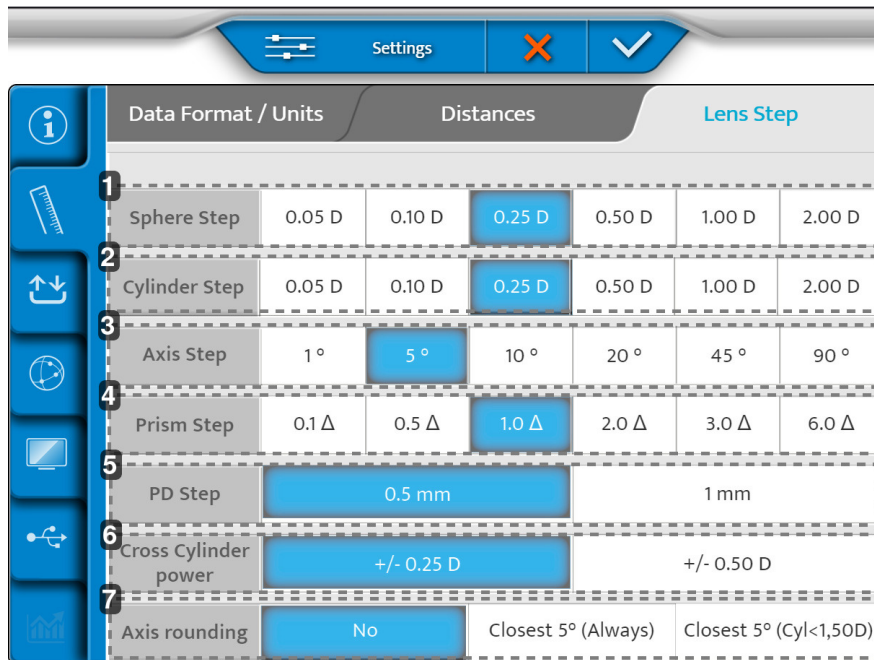 Settings
Data Format / Units Distances Lens Step
1
Sphere Step 0.05 D 0.10 D 0.25 D 0.50 D 1.00 D 2.00 D
2
Cylinder Step 0.05 D 0.10 D 0.25 D 0.50 D 1.00 D 2.00 D
3
Axis Step 1 º 5 º 10 º 20 º 45 º 90 º
4
Prism Step 0.1 Δ 0.5 Δ 1.0 Δ 2.0 Δ 3.0 Δ 6.0 Δ
5
PD Step 0.5 mm 1 mm
6
Cross Cylinder
power +/- 0.25 D +/- 0.50 D
7
Axis rounding No Closest 5º (Always) Closest 5º (Cyl<1,50D)